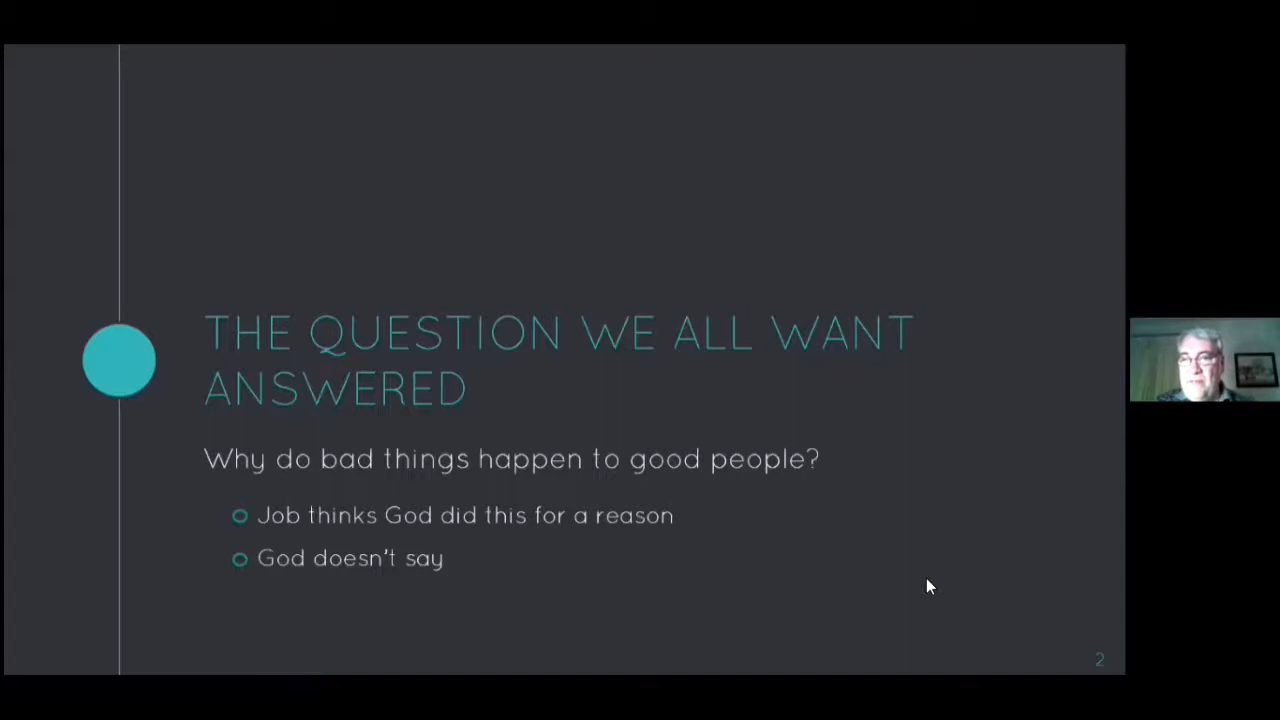 THE QUESTION WE ALL WANT
ANSWERED
Why do bad things happen to good people?
Job thinks God did this for a reason
God doesn't say
2